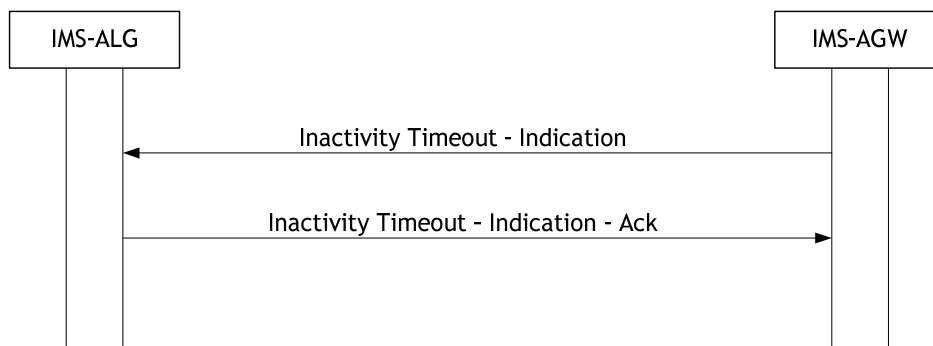 IMS-ALG
IMS-AGW
Inactivity Timeout - Indication
Inactivity Timeout – Indication - Ack